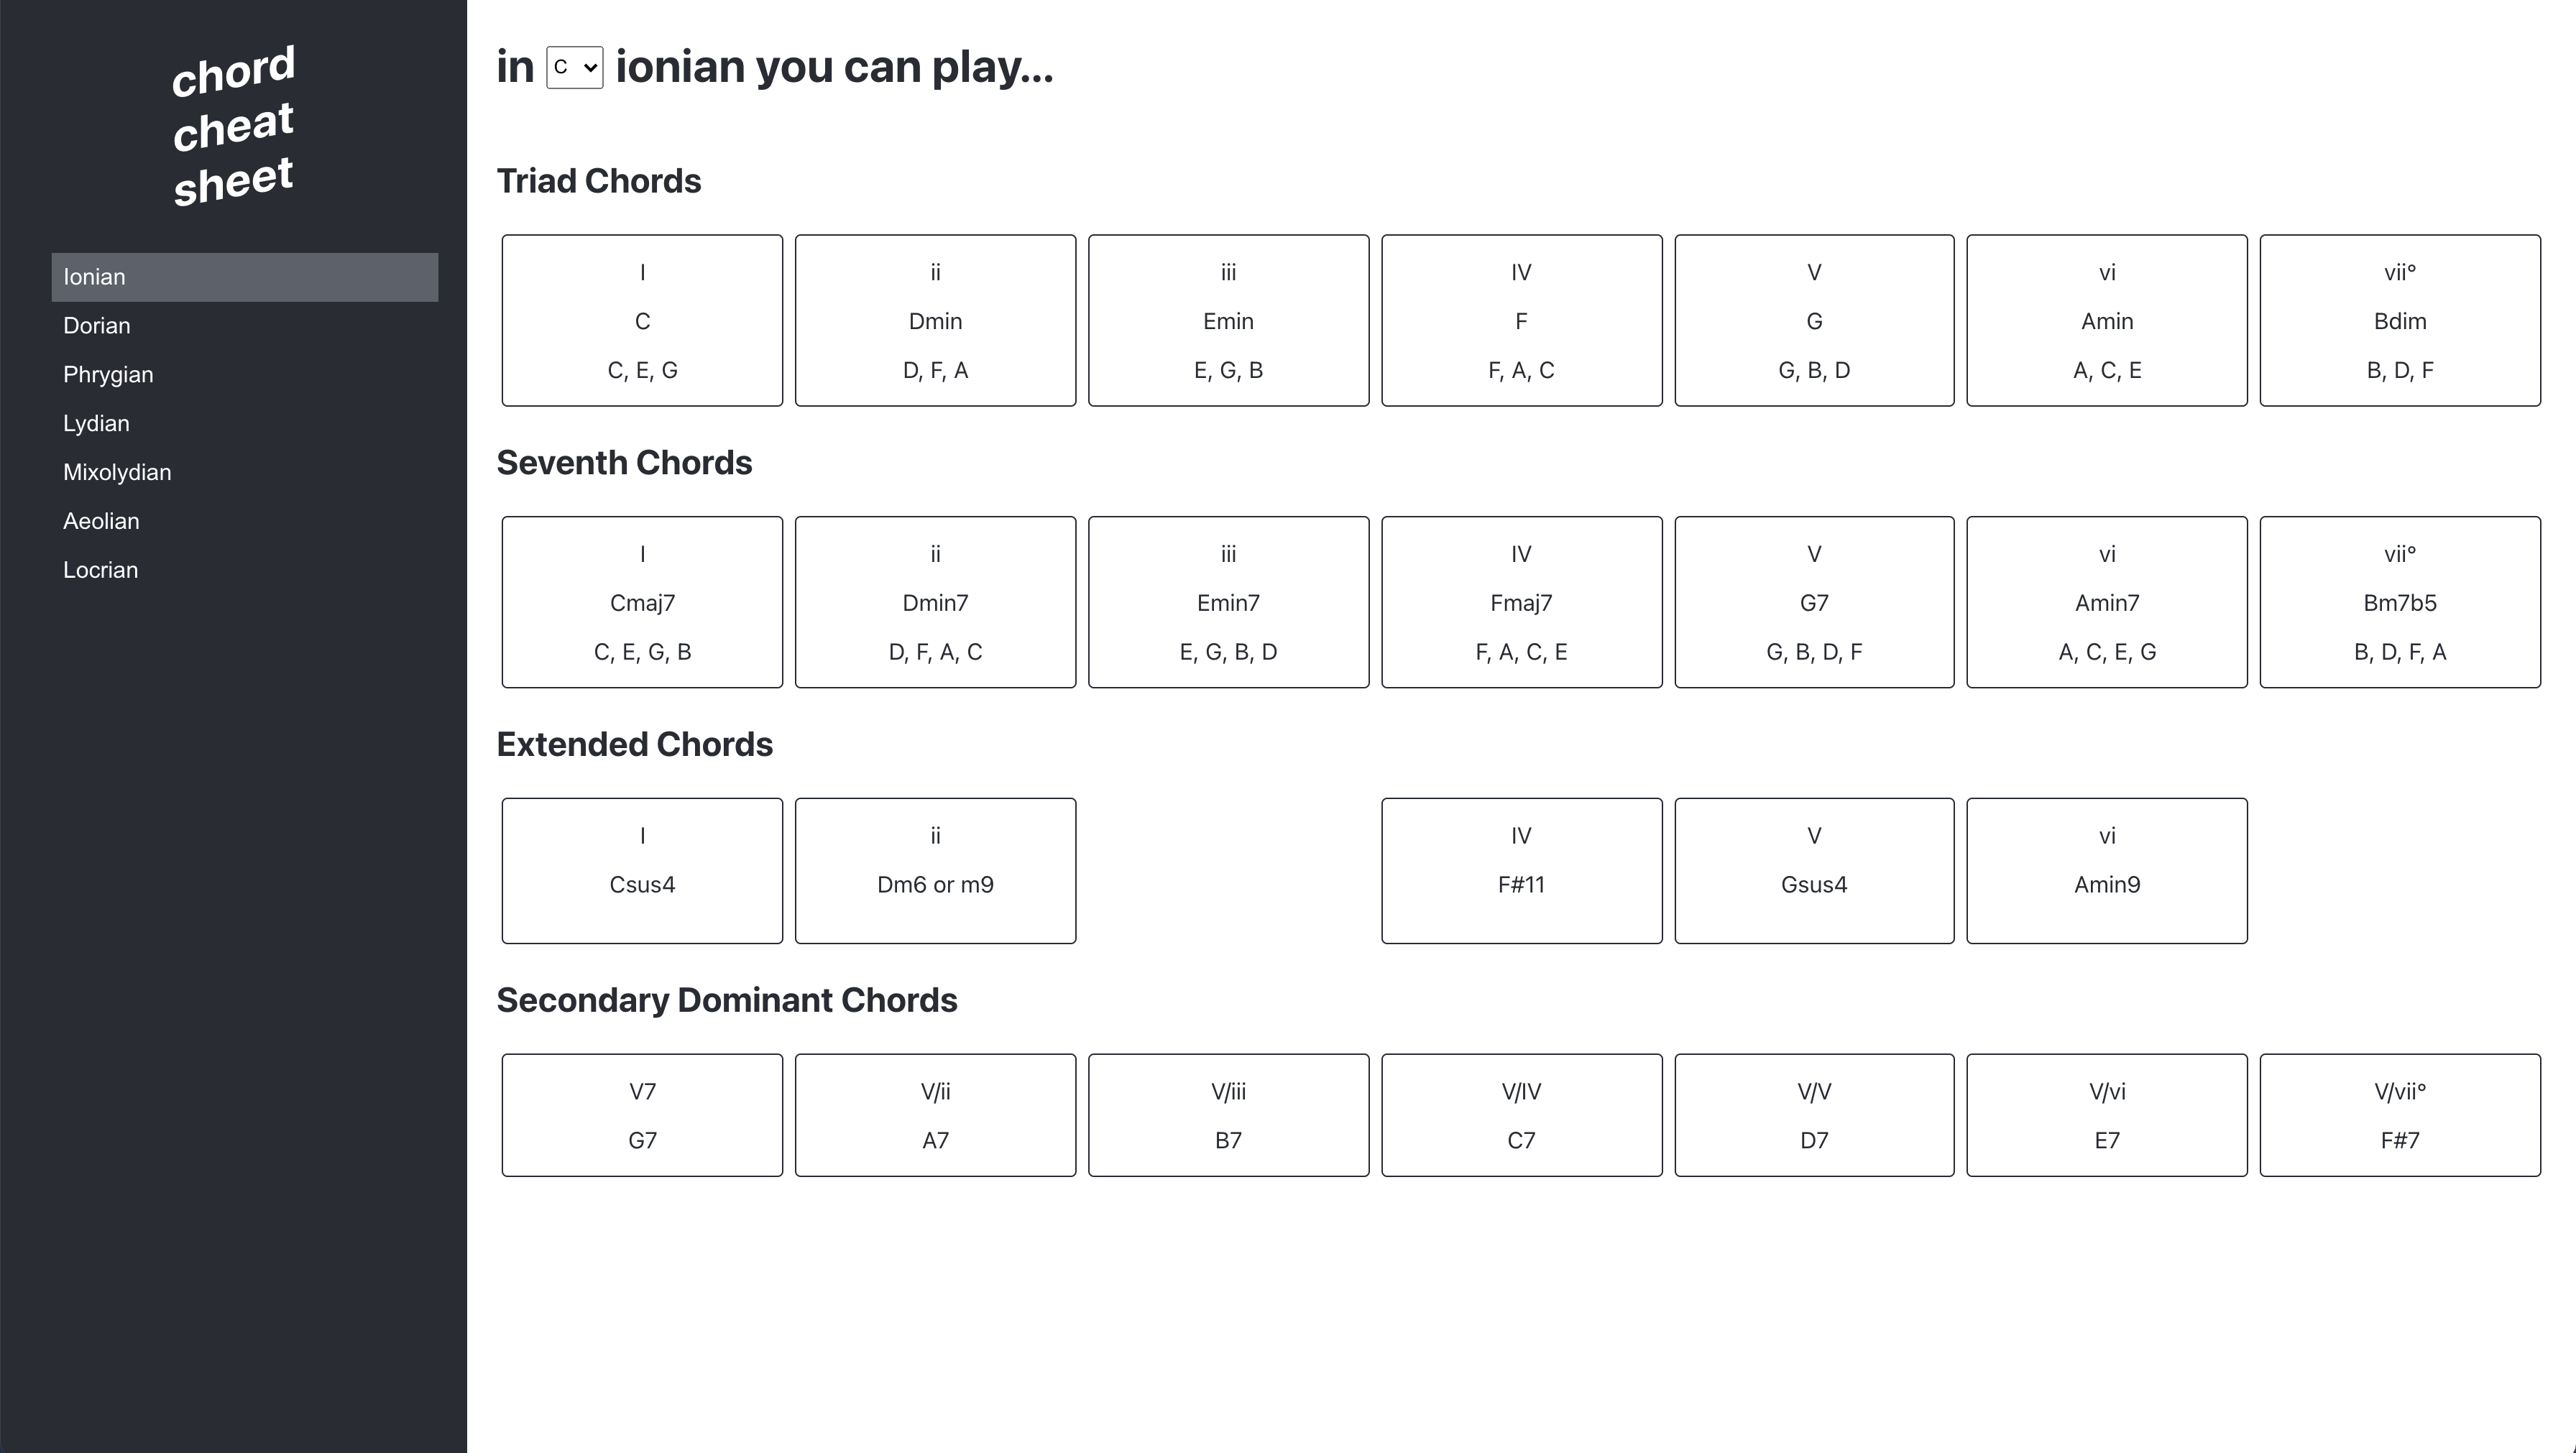 chord
cheat
sheet
Ionian
Dorian
Phrygian
Lydian
Mixolydian
Aeolian
Locrian
in C ionian you can play...
Triad Chords
I
C
C, E, G
ii
Dmin
D, F, A
iii
Emin
E, G, B
IV
F
F, A, C
V
G
G, B, D
vi
Amin
A, C, E
vii°
Bdim
B, D, F
Seventh Chords
I
Cmaj7
C, E, G, B
ii
Dmin7
D, F, A, C
iii
Emin7
E, G, B, D
IV
Fmaj7
F, A, C, E
V
G7
G, B, D, F
vi
Amin7
A, C, E, G
vii°
Bm7b5
B, D, F, A
Extended Chords
I
Csus4
ii
Dm6 or m9
IV
F#11
V
Gsus4
vi
Amin9
Secondary Dominant Chords
V7
G7
V/ii
A7
V/iii
B7
V/IV
C7
V/V
D7
V/vi
E7
V/vii°
F#7